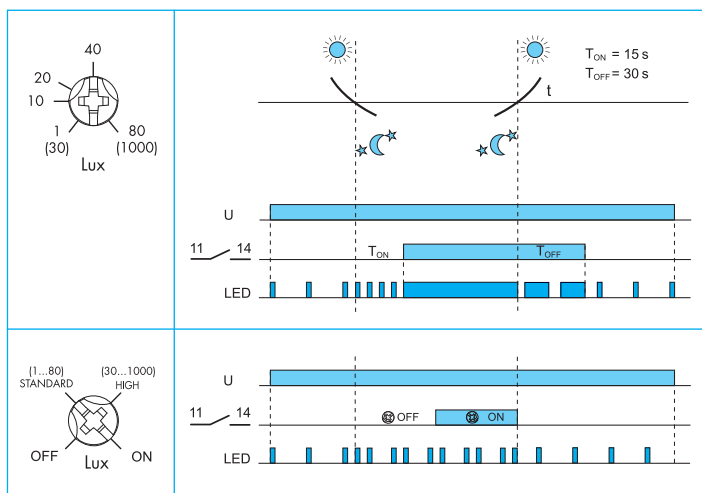 40
20
10
1
(30)
80
(1000)
Lux
T_ON = 15 s
T_OFF = 30 s
t
U
11 14
T_ON T_OFF
LED
(1...80)
STANDARD
(30...1000)
HIGH
OFF
Lux
ON
U
11 14
OFF ON
LED